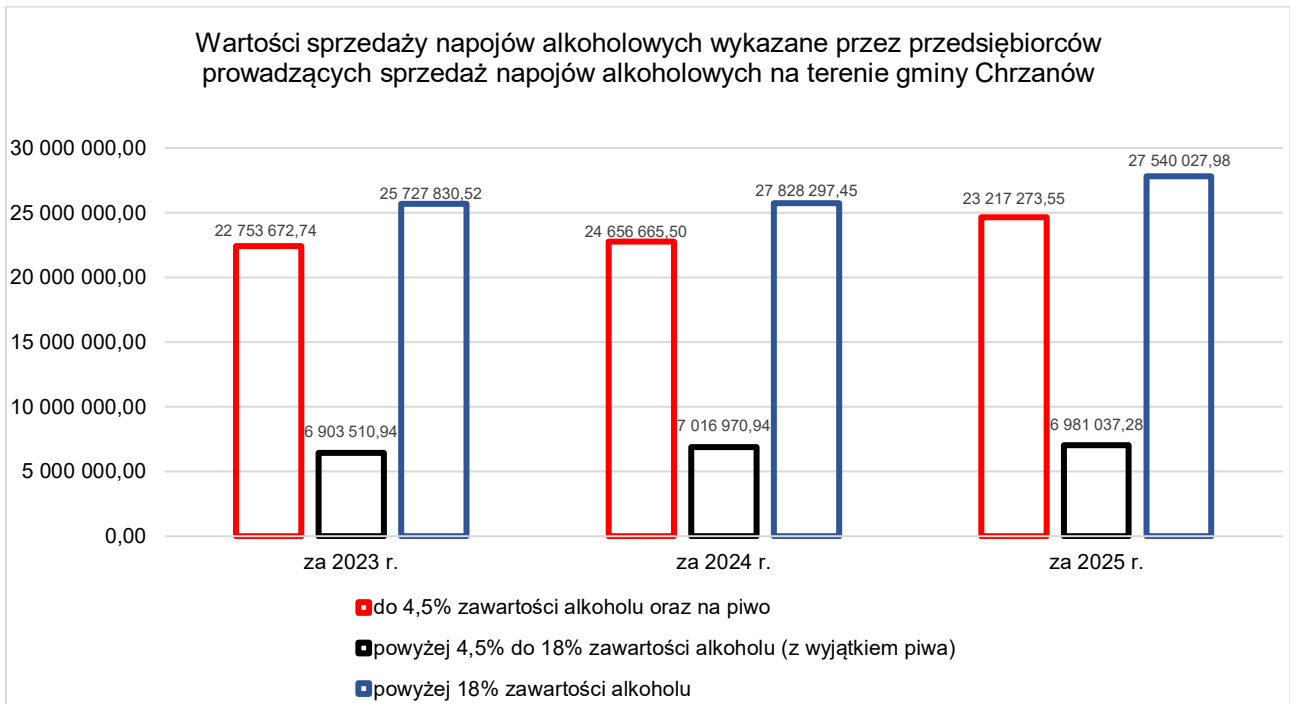 Wartości sprzedaży napojów alkoholowych wykazane przez przedsiębiorców
prowadzących sprzedaż napojów alkoholowych na terenie gminy Chrzanów
30 000 000,00
25 000 000,00
20 000 000,00
15 000 000,00
10 000 000,00
5 000 000,00
0,00
22 753 672,74
6 903 510,94
25 727 830,52
24 656 665,50
7 016 970,94
27 828 297,45
23 217 273,55
6 981 037,28
27 540 027,98
za 2023 r.
za 2024 r.
za 2025 r.
do 4,5% zawartości alkoholu oraz na piwo
powyżej 4,5% do 18% zawartości alkoholu (z wyjątkiem piwa)
powyżej 18% zawartości alkoholu